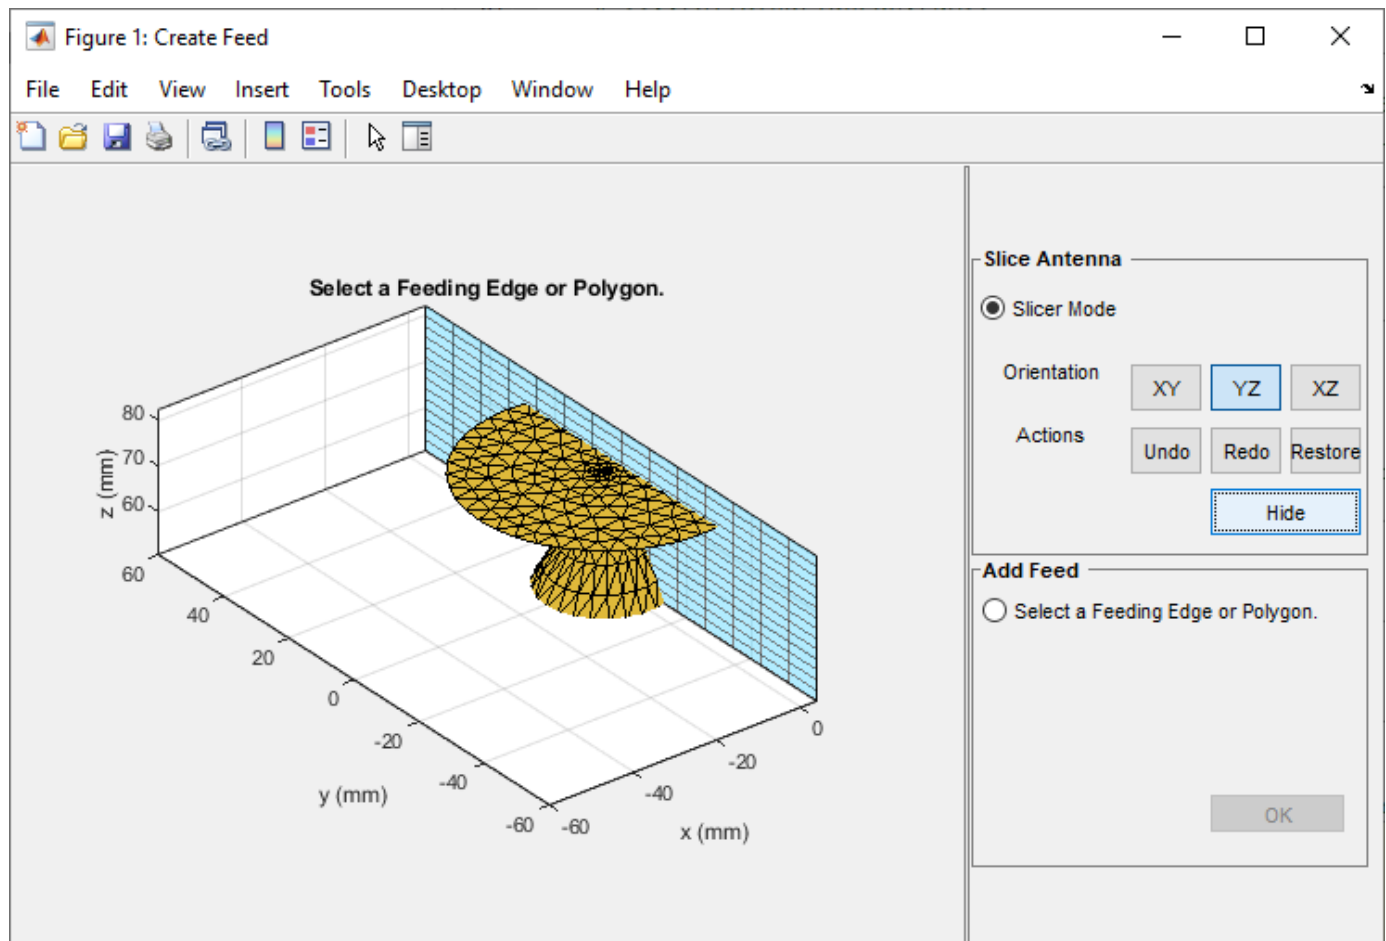 Figure 1: Create Feed
File Edit View Insert Tools Desktop Window Help
Select a Feeding Edge or Polygon.
80
70
60
z (mm)
60
40
20
0
-20
-40
-60
y (mm)
-60
-40
-20
0
x (mm)
Slice Antenna
Slicer Mode
Orientation XY YZ XZ
Actions Undo Redo Restore
Hide
Add Feed
Select a Feeding Edge or Polygon.
OK